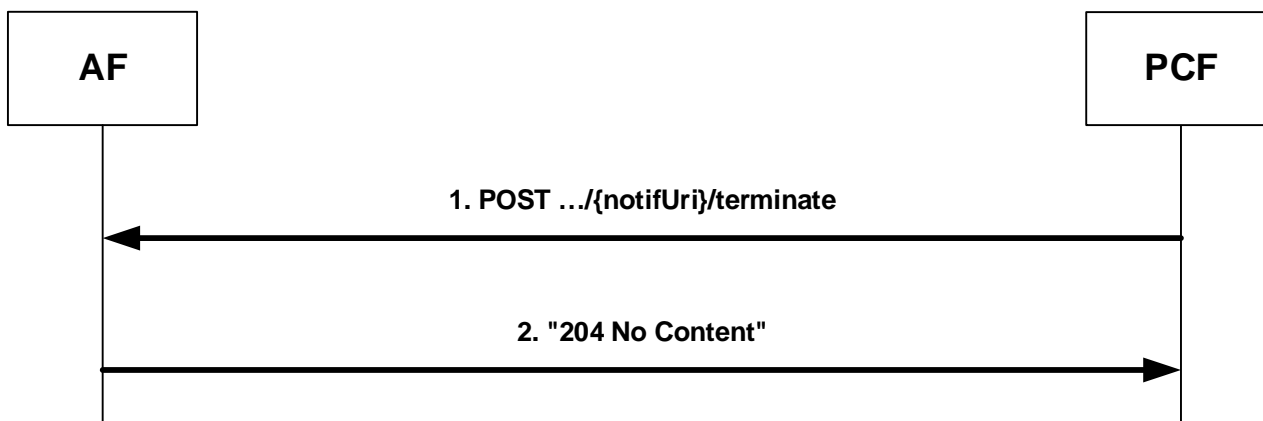 AF
PCF
1. POST …/{notifUri}/terminate
2. "204 No Content"